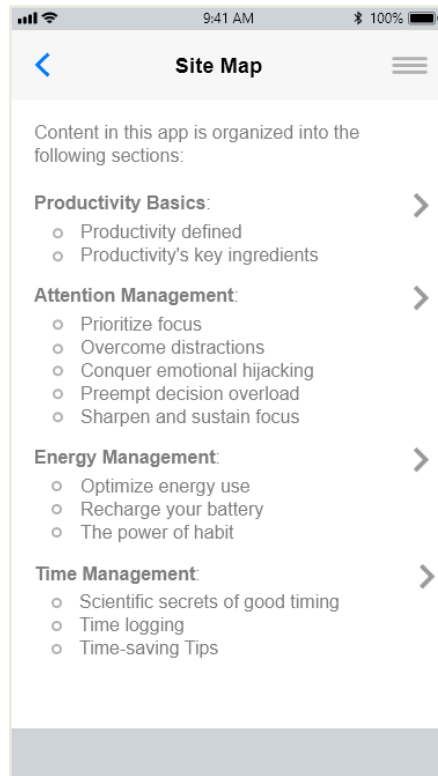 9:41 AM
100%
Site Map
Content in this app is organized into the
following sections:
Productivity Basics:
Productivity defined
Productivity's key ingredients
Attention Management:
Prioritize focus
Overcome distractions
Conquer emotional hijacking
Preempt decision overload
Sharpen and sustain focus
Energy Management:
Optimize energy use
Recharge your battery
The power of habit
Time Management:
Scientific secrets of good timing
Time logging
Time-saving Tips